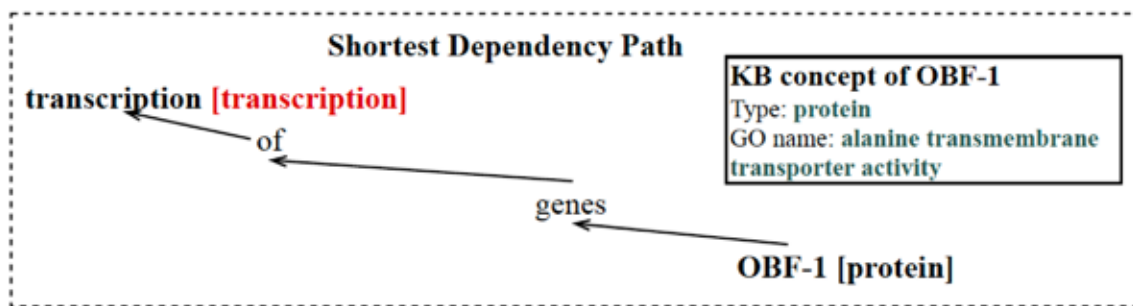 Shortest Dependency Path
KB concept of OBF-1
Type: protein
GO name: alanine transmembrane
transporter activity
transcription [transcription]
of
genes
OBF-1 [protein]